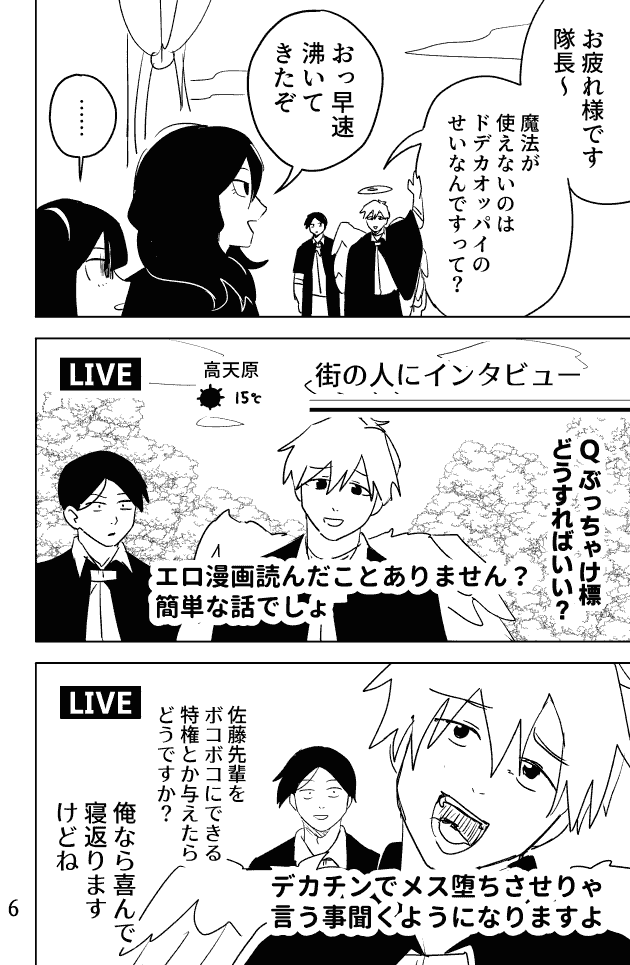 お疲れ様です
隊長〜
魔法が
使えないのは
ドデカオッパイの
せいなんですって？
おっ早速
沸いて
きたぞ
……
LIVE
高天原
15℃
街の人にインタビュー
Q ぶっちゃけ標
どうすればいい？
エロ漫画読んだことありません？
簡単な話でしょ
LIVE
デカチンでメス堕ちさせりゃ
言う事聞くようになりますよ
佐藤先輩を
ボコボコにできる
特権とか与えたら
どうですか？
俺なら喜んで
寝返ります
けどね
6